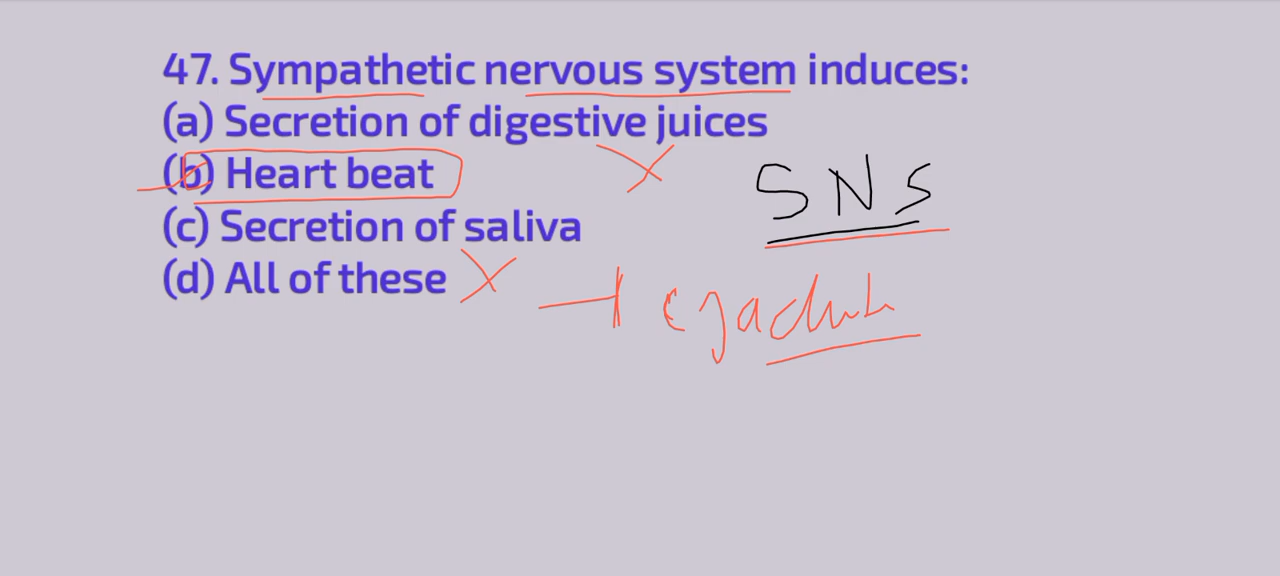 47. Sympathetic nervous system induces:
(a) Secretion of digestive juices
(b) Heart beat
(c) Secretion of saliva
(d) All of these
SNS